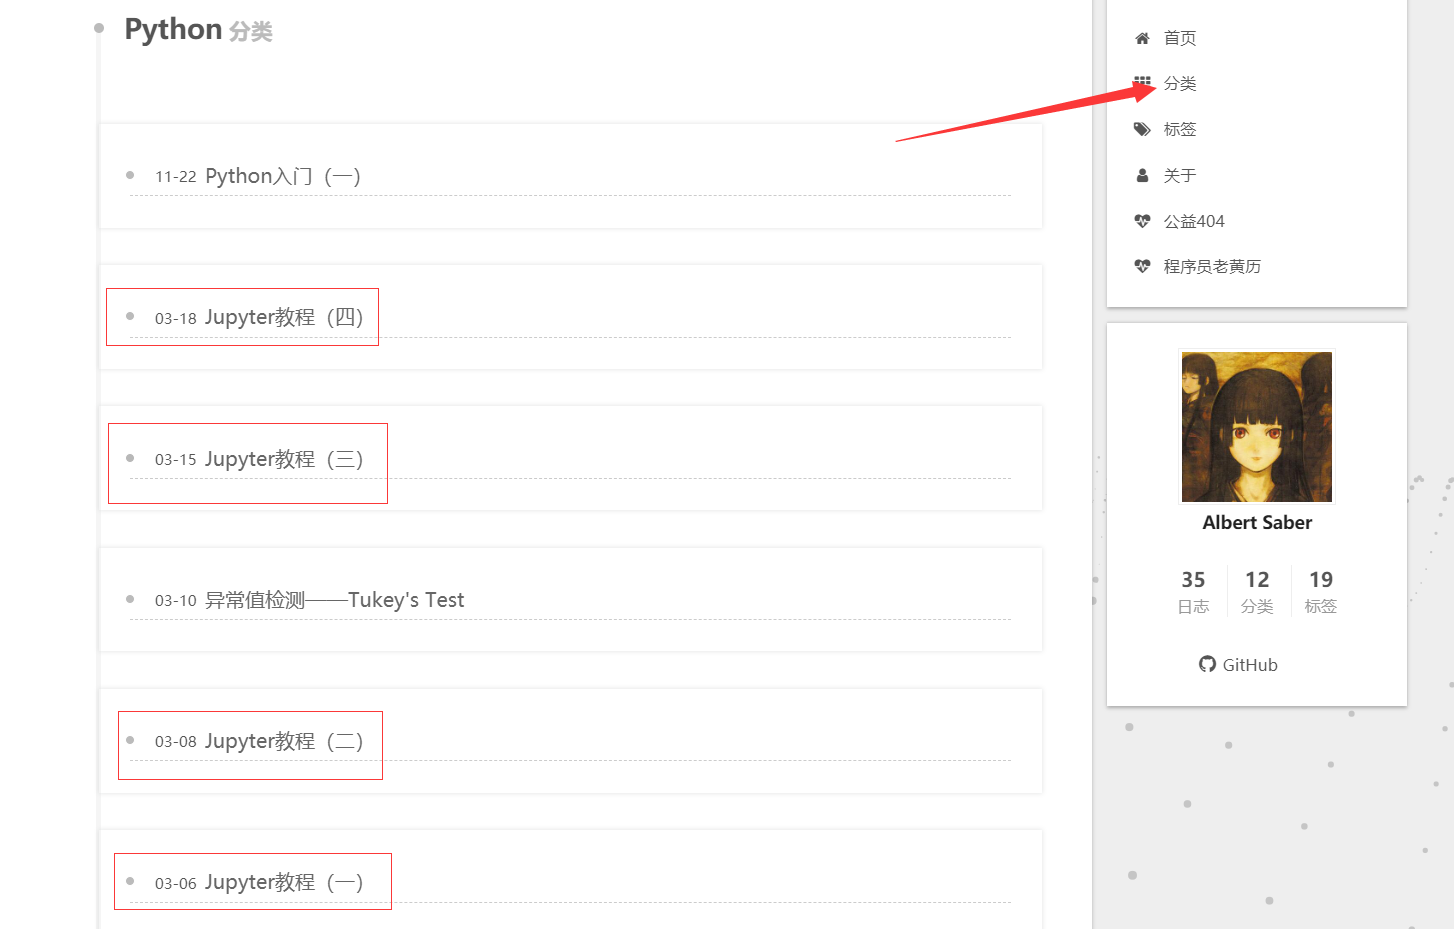 Python 分类
11-22 Python入门（一）
03-18 Jupyter教程（四）
03-15 Jupyter教程（三）
03-10 异常值检测——Tukey's Test
03-08 Jupyter教程（二）
03-06 Jupyter教程（一）
首页
分类
标签
关于
公益404
程序员老黄历
Albert Saber
35 12 19
日志 分类 标签
GitHub